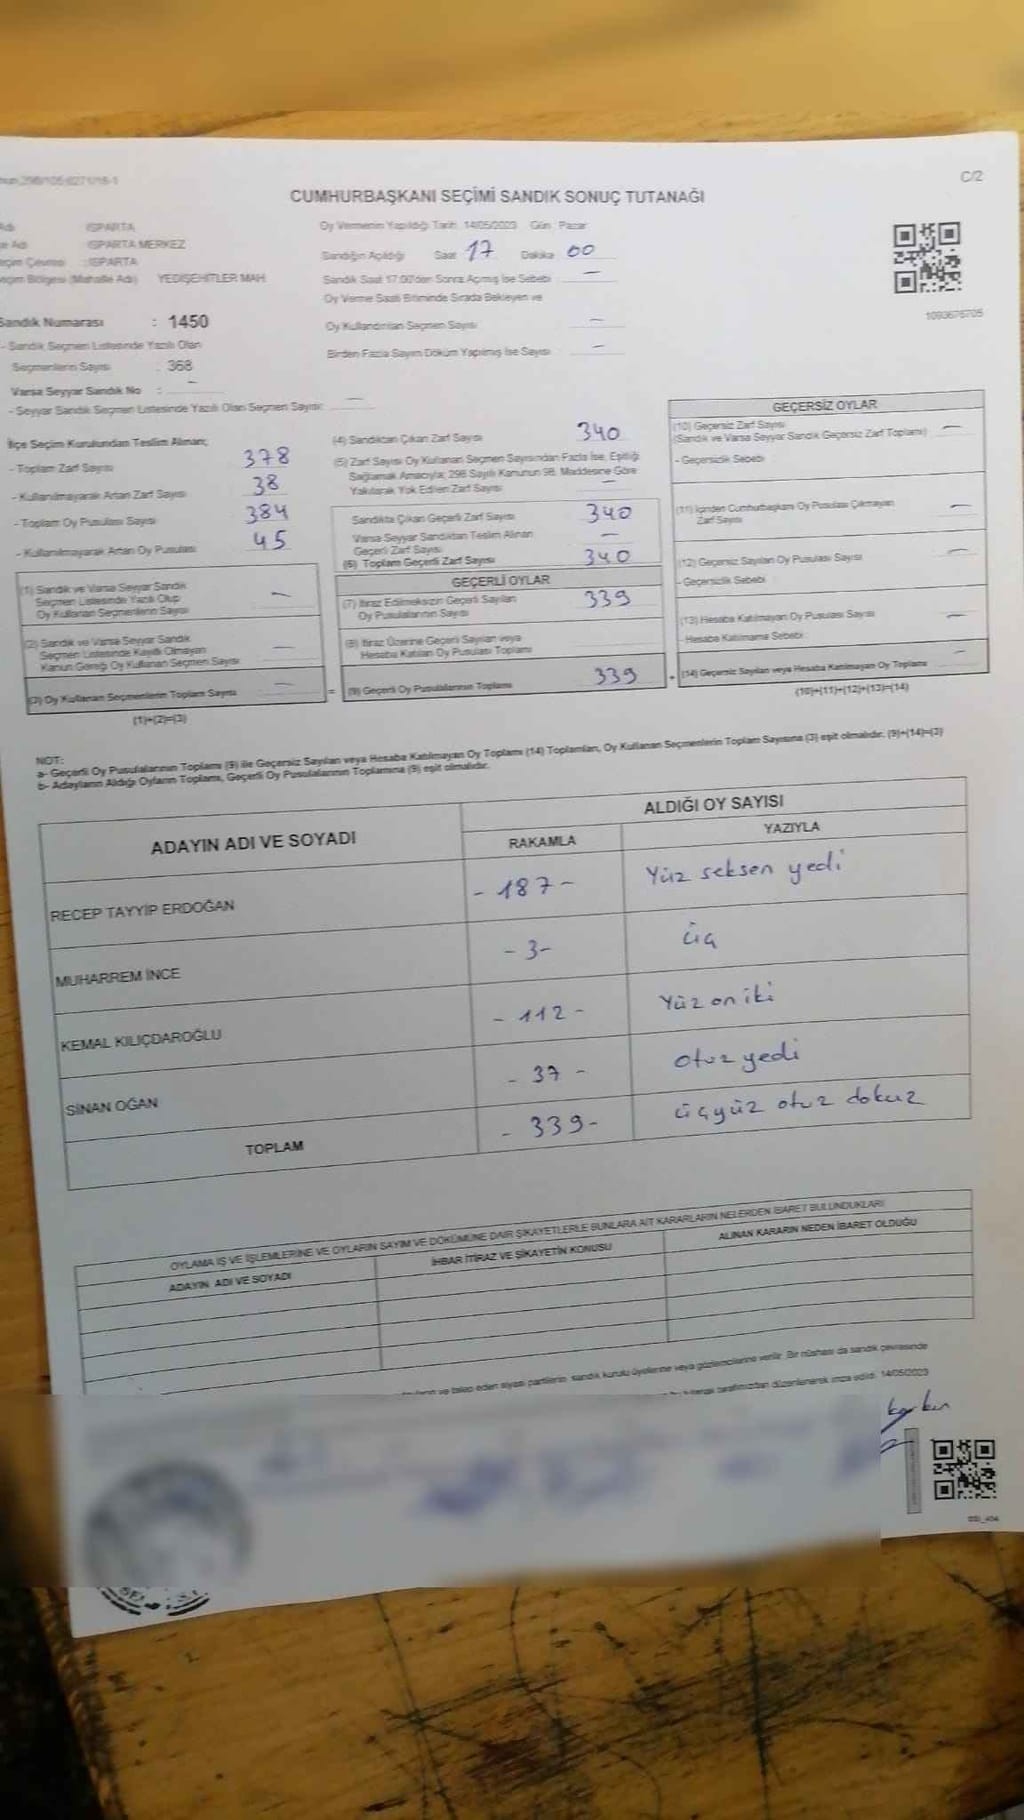 C/2
CUMHURBAŞKANI SEÇİMİ SANDIK SONUÇ TUTANAĞI
ISPARTA
Oy Vermenin Yapıldığı Tarih: 14/05/2023 Gün : Pazar
ISPARTA MERKEZ
Sandığın Açıldığı Saat 17 Dakika 00
: ISPARTA
Sandık Saat 17:00'den Sonra Açılmış İse Sebebi —
(Mahalle Adı) YEDİŞEHİTLER MAH
Oy Verme Saati Bitiminde Sırada Bekleyen ve
Oy Kullandırılan Seçmen Sayısı —
1093676705
Sandık Numarası : 1450
Birden Fazla Sayım Döküm Yapılmış İse Sayısı —
- Sandık Seçmen Listesinde Yazılı Olan
Seçmenlerin Sayısı : 368
Varsa Seyyar Sandık No : —
- Seyyar Sandık Seçmen Listesinde Yazılı Olan Seçmen Sayısı: —
İlçe Seçim Kurulundan Teslim Alınan;
- Toplam Zarf Sayısı 378
- Kullanılmayarak Artan Zarf Sayısı 38
- Toplam Oy Pusulası Sayısı 384
- Kullanılmayarak Artan Oy Pusulası 45
(1) Sandık ve Varsa Seyyar Sandık
Seçmen Listesinde Yazılı Olup
Oy Kullanan Seçmenlerin Sayısı —
(2) Sandık ve Varsa Seyyar Sandık
Seçmen Listesinde Kayıtlı Olmayan
Kanun Gereği Oy Kullanan Seçmen Sayısı —
(3) Oy Kullanan Seçmenlerin Toplam Sayısı — =
(1)+(2)=(3)
(4) Sandıktan Çıkan Zarf Sayısı 340
(5) Zarf Sayısı Oy Kullanan Seçmen Sayısından Fazla İse, Eşitliği
Sağlamak Amacıyla; 298 Sayılı Kanunun 98. Maddesine Göre
Yakılarak Yok Edilen Zarf Sayısı —
Sandıkta Çıkan Geçerli Zarf Sayısı 340
Varsa Seyyar Sandıktan Teslim Alınan
Geçerli Zarf Sayısı —
(6) Toplam Geçerli Zarf Sayısı 340
GEÇERLİ OYLAR
(7) İtiraz Edilmeksizin Geçerli Sayılan
Oy Pusulalarının Sayısı 339
(8) İtiraz Üzerine Geçerli Sayılan veya
Hesaba Katılan Oy Pusulası Toplamı
(9) Geçerli Oy Pusulalarının Toplamı 339 +
GEÇERSİZ OYLAR
(10) Geçersiz Zarf Sayısı
(Sandık ve Varsa Seyyar Sandık Geçersiz Zarf Toplamı) —
- Geçersizlik Sebebi
(11) İçinden Cumhurbaşkanı Oy Pusulası Çıkmayan
Zarf Sayısı —
(12) Geçersiz Sayılan Oy Pusulası Sayısı —
- Geçersizlik Sebebi
(13) Hesaba Katılmayan Oy Pusulası Sayısı —
- Hesaba Katılmama Sebebi
(14) Geçersiz Sayılan veya Hesaba Katılmayan Oy Toplamı —
(10)+(11)+(12)+(13)=(14)
NOT:
a- Geçerli Oy Pusulalarının Toplamı (9) ile Geçersiz Sayılan veya Hesaba Katılmayan Oy Toplamı (14) Toplamları, Oy Kullanan Seçmenlerin Toplam Sayısına (3) eşit olmalıdır. (9)+(14)=(3)
b- Adayların Aldığı Oyların Toplamı, Geçerli Oy Pusulalarının Toplamına (9) eşit olmalıdır.
ADAYIN ADI VE SOYADI
ALDIĞI OY SAYISI
RAKAMLA YAZIYLA
RECEP TAYYİP ERDOĞAN - 187 - Yüz seksen yedi
MUHARREM İNCE - 3 - üç
KEMAL KILIÇDAROĞLU - 112 - Yüz on iki
SİNAN OĞAN - 37 - Otuz yedi
TOPLAM - 339 - üçyüz otuz dokuz
OYLAMA İŞ VE İŞLEMLERİNE VE OYLARIN SAYIM VE DÖKÜMÜNE DAİR ŞİKAYETLERLE BUNLARA AİT KARARLARIN NELERDEN İBARET BULUNDUKLARI
ADAYIN ADI VE SOYADI İHBAR İTİRAZ VE ŞİKAYETİN KONUSU ALINAN KARARIN NEDEN İBARET OLDUĞU
ve talep eden siyasi partilerin sandık kurulu üyelerine veya gözlemcilerine verilir. Bir nüshası da sandık çevresinde
tarafımızdan düzenlenerek imza edildi. 14/05/2023